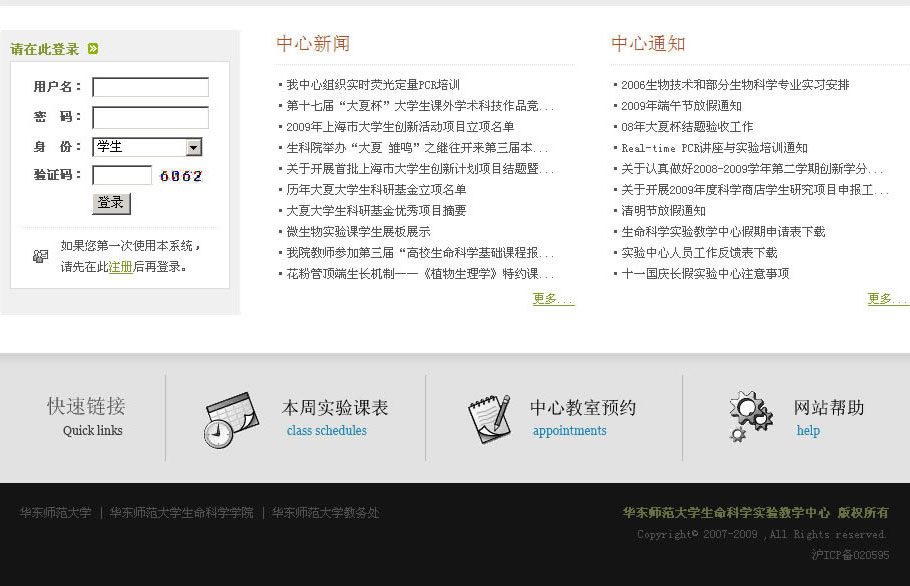 请在此登录
用户名：
密 码：
身 份： 学生
验证码： 6062
登录
如果您第一次使用本系统，
请先在此注册后再登录。
中心新闻
我中心组织实时荧光定量PCR培训
第十七届“大夏杯”大学生课外学术科技作品竞...
2009年上海市大学生创新活动项目立项名单
生科院举办“大夏 雏鸣”之继往开来第三届本...
关于开展首批上海市大学生创新计划项目结题暨...
历年大夏大学生科研基金立项名单
大夏大学生科研基金优秀项目摘要
微生物实验课学生展板展示
我院教师参加第三届“高校生命科学基础课程报...
花粉管顶端生长机制——《植物生理学》特约课...
更多...
中心通知
2006生物技术和部分生物科学专业实习安排
2009年端午节放假通知
08年大夏杯结题验收工作
Real-time PCR讲座与实验培训通知
关于认真做好2008-2009学年第二学期创新学分...
关于开展2009年度科学商店学生研究项目申报工...
清明节放假通知
生命科学实验教学中心假期申请表下载
实验中心人员工作反馈表下载
十一国庆长假实验中心注意事项
更多...
快速链接
Quick links
本周实验课表
class schedules
中心教室预约
appointments
网站帮助
help
华东师范大学 | 华东师范大学生命科学学院 | 华东师范大学教务处
华东师范大学生命科学实验教学中心 版权所有
Copyright© 2007-2009 ,All Rights reserved.
沪ICP备020595